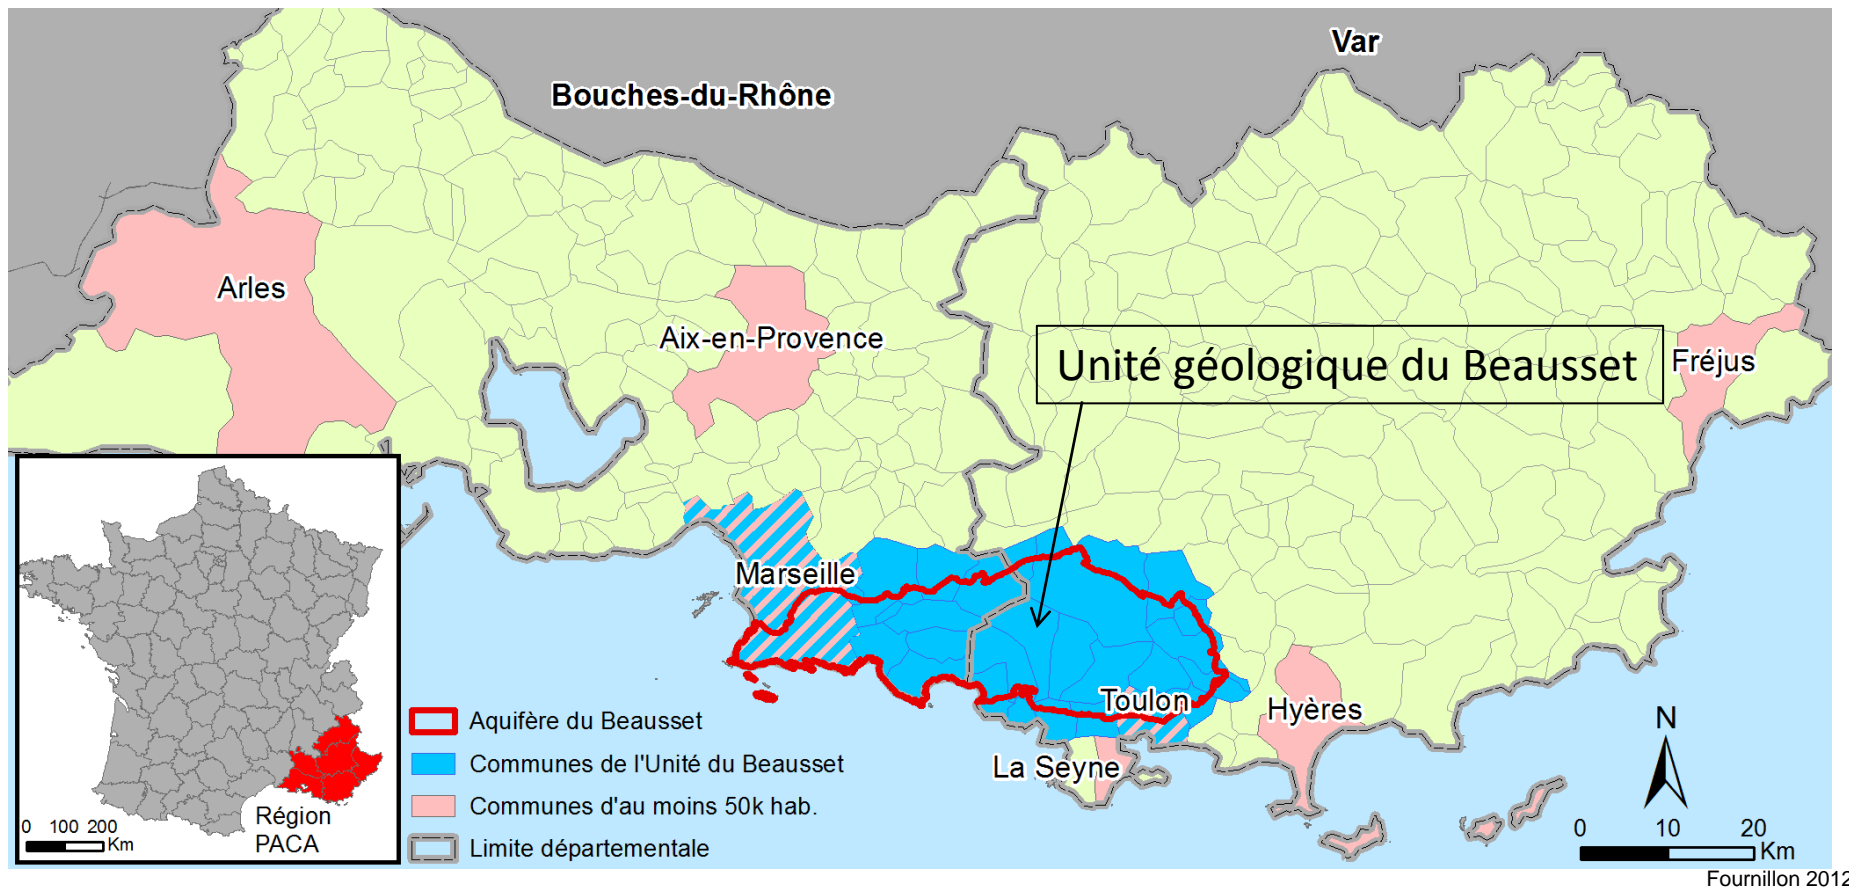 Var
Bouches-du-Rhône
Arles
Aix-en-Provence
Unité géologique du Beausset
Fréjus
Marseille
Toulon
Hyères
La Seyne
Aquifère du Beausset
Communes de l'Unité du Beausset
Communes d'au moins 50k hab.
Limite départementale
Région
PACA
0 100 200
Km
N
0 10 20
Km
Fournillon 2012